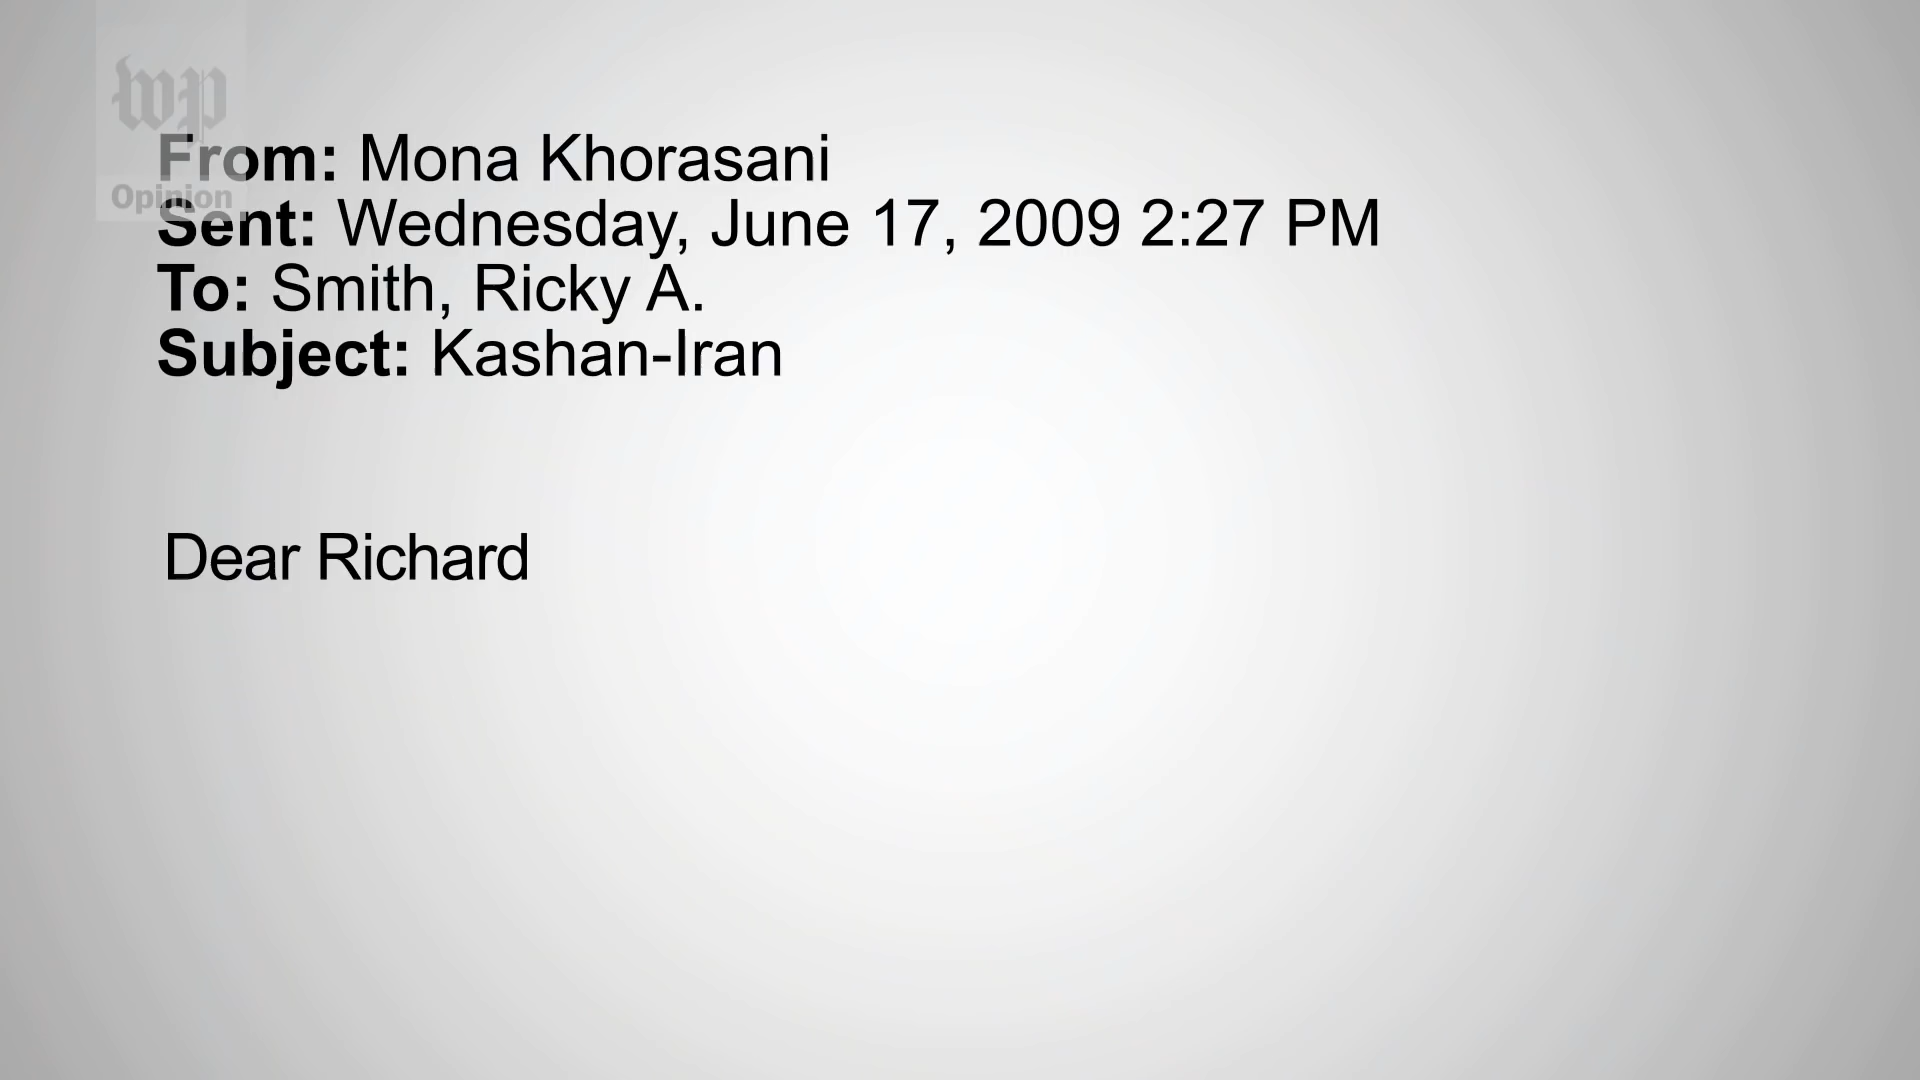 wp
Opinion
From: Mona Khorasani
Sent: Wednesday, June 17, 2009 2:27 PM
To: Smith, Ricky A.
Subject: Kashan-Iran
Dear Richard